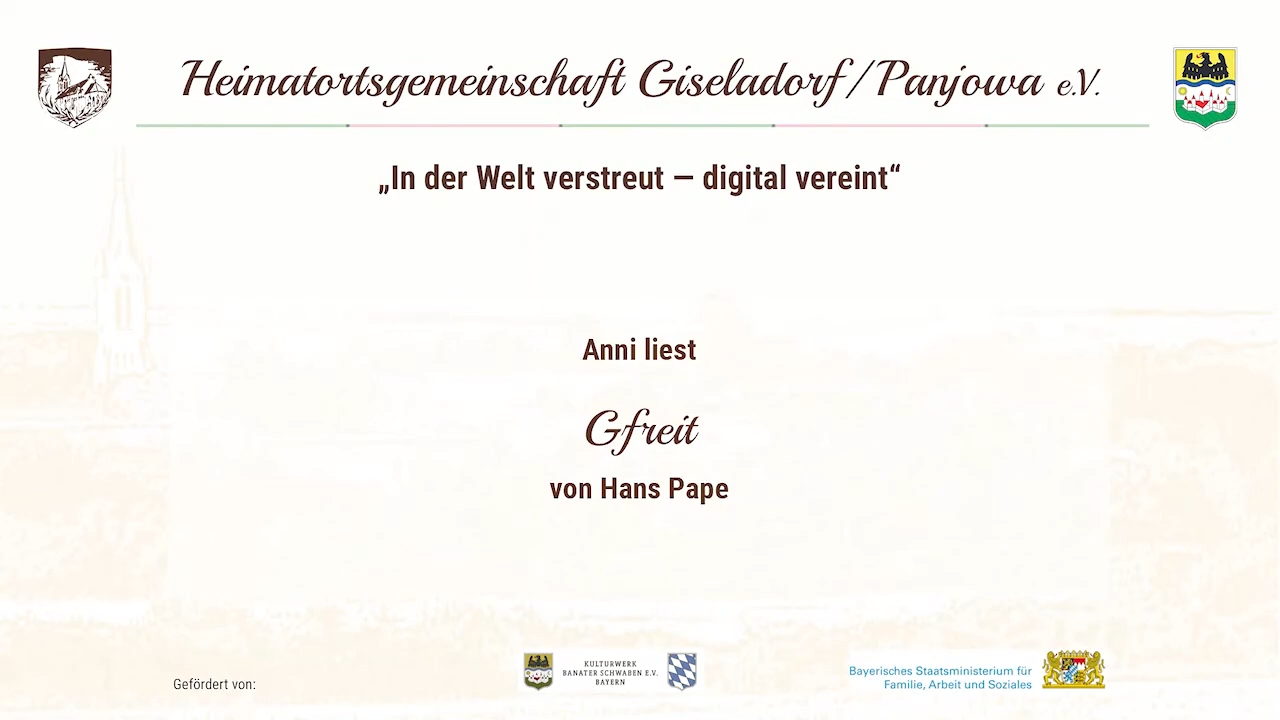 Heimatortsgemeinschaft Giseladorf/Panjowa e.V.
„In der Welt verstreut — digital vereint“
Anni liest
Gfreit
von Hans Pape
Gefördert von:
KULTURWERK
BANATER SCHWABEN E.V.
BAYERN
Bayerisches Staatsministerium für
Familie, Arbeit und Soziales